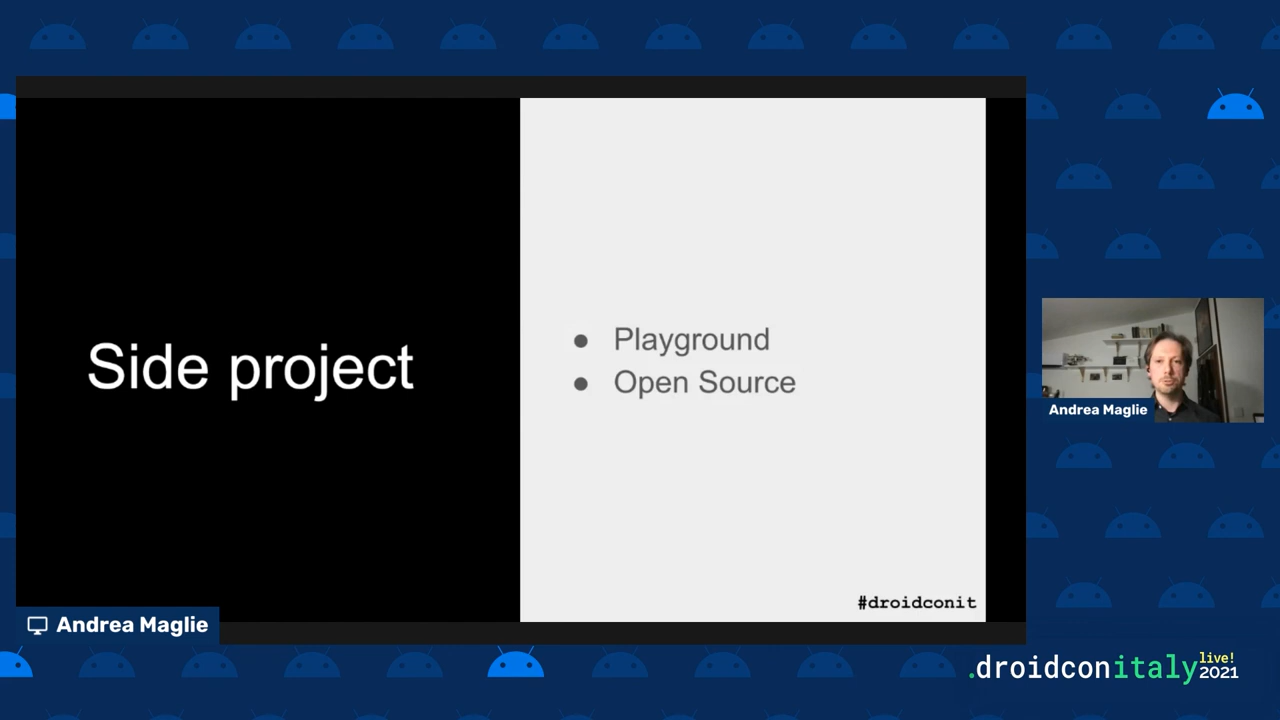 Side project
● Playground
● Open Source
#droidconit
Andrea Maglie
Andrea Maglie
.droidconitaly live! 2021